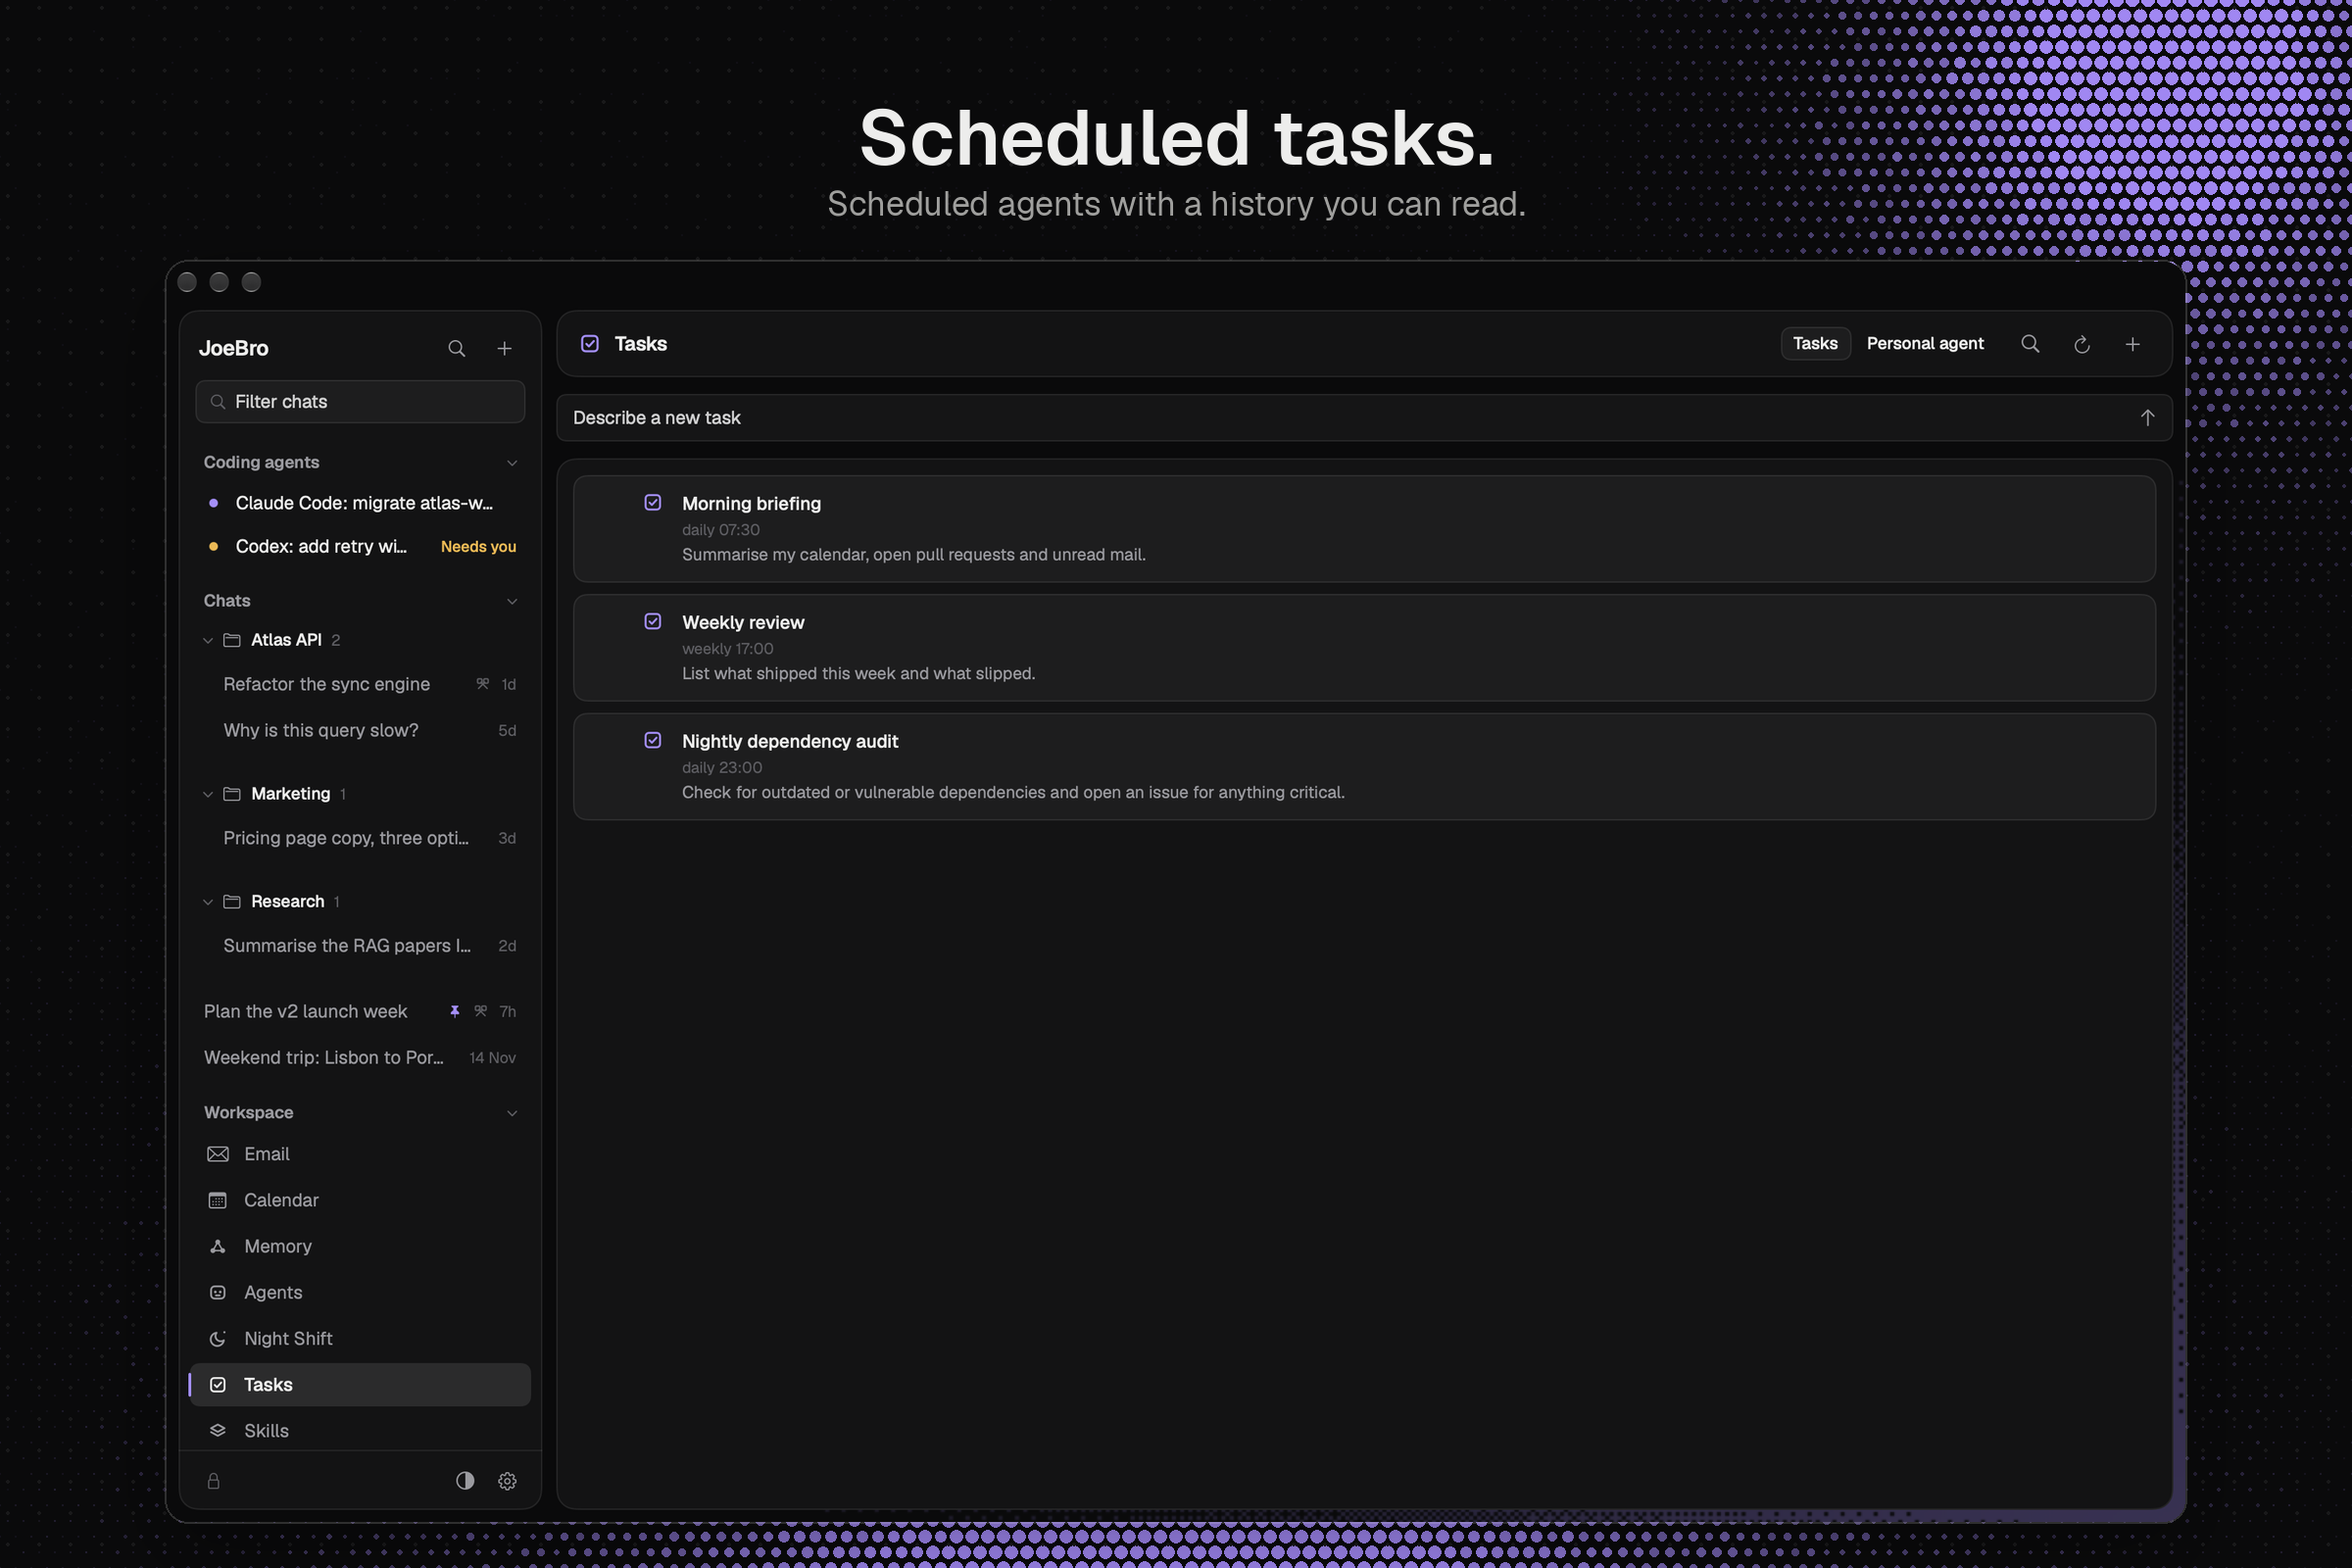 Scheduled tasks.
Scheduled agents with a history you can read.
JoeBro
Filter chats
Coding agents
Claude Code: migrate atlas-w...
Codex: add retry wi... Needs you
Chats
Atlas API 2
Refactor the sync engine 1d
Why is this query slow? 5d
Marketing 1
Pricing page copy, three opti... 3d
Research 1
Summarise the RAG papers I... 2d
Plan the v2 launch week 7h
Weekend trip: Lisbon to Por... 14 Nov
Workspace
Email
Calendar
Memory
Agents
Night Shift
Tasks
Skills
Tasks Tasks Personal agent
Describe a new task
Morning briefing
daily 07:30
Summarise my calendar, open pull requests and unread mail.
Weekly review
weekly 17:00
List what shipped this week and what slipped.
Nightly dependency audit
daily 23:00
Check for outdated or vulnerable dependencies and open an issue for anything critical.